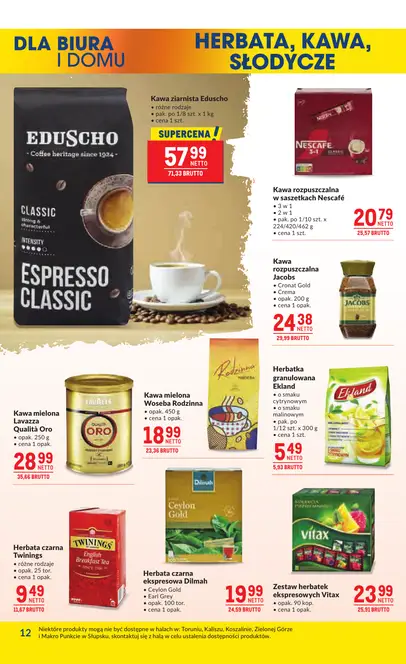 DLA BIURA
I DOMU
HERBATA, KAWA,
SŁODYCZE
Kawa ziarnista Eduscho
• różne rodzaje
• pak. po 1/8 szt. x 1 kg
• cena 1 szt.
SUPERCENA!
57 99
NETTO
71,33 BRUTTO
EDUSCHO
Coffee heritage since 1924
CLASSIC
strong &
characterful
INTENSITY
ESPRESSO
CLASSIC
NESCAFÉ
3in1
Kawa rozpuszczalna
w saszetkach Nescafé
• 3 w 1
• 2 w 1
• pak. po 1/10 szt. x
224/420/462 g
• cena 1 szt.
20 79
NETTO
25,57 BRUTTO
Kawa
rozpuszczalna
Jacobs
• Cronat Gold
• Crema
• opak. 200 g
• cena 1 opak.
24 38
NETTO
29,99 BRUTTO
JACOBS
Kawa mielona
Lavazza
Qualità Oro
• opak. 250 g
• cena 1 opak.
28 99
NETTO
35,66 BRUTTO
LAVAZZA
QUALITÀ
ORO
Kawa mielona
Woseba Rodzinna
• opak. 450 g
• cena 1 opak.
18 99
NETTO
23,36 BRUTTO
Rodzinna
Herbatka
granulowana
Ekland
• o smaku
cytrynowym
• o smaku
malinowym
• pak. po
1/12 szt. x 300 g
• cena 1 szt.
5 49
NETTO
5,93 BRUTTO
Ekland
Herbata czarna
Twinings
• różne rodzaje
• opak. 25 tor.
• cena 1 opak.
9 49
NETTO
11,67 BRUTTO
TWININGS
English
Breakfast Tea
Dilmah
Ceylon
Gold
Herbata czarna
ekspresowa Dilmah
• Ceylon Gold
• Earl Grey
• opak. 100 tor.
• cena 1 opak.
19 99
NETTO
24,59 BRUTTO
vitax
Zestaw herbatek
ekspresowych Vitax
• opak. 90 kop.
• cena 1 opak.
23 99
NETTO
25,91 BRUTTO
12
Niektóre produkty mogą nie być dostępne w halach w: Toruniu, Kaliszu, Koszalinie, Zielonej Górze
i Makro Punkcie w Słupsku, skontaktuj się z halą w celu ustalenia dostępności produktów.